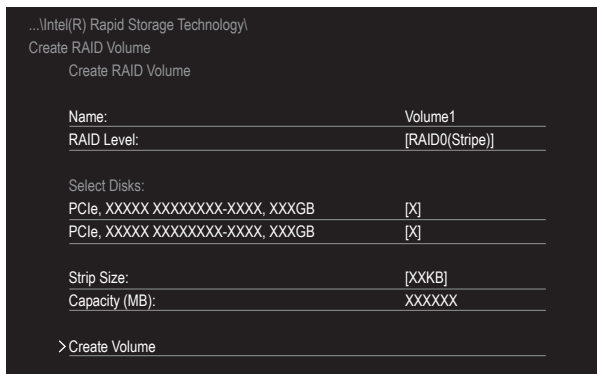 ...\Intel(R) Rapid Storage Technology\
Create RAID Volume
Create RAID Volume
Name: Volume1
RAID Level: [RAID0(Stripe)]
Select Disks:
PCIe, XXXXX XXXXXXXX-XXXX, XXXGB [X]
PCIe, XXXXX XXXXXXXX-XXXX, XXXGB [X]
Strip Size: [XXKB]
Capacity (MB): XXXXXX
>Create Volume